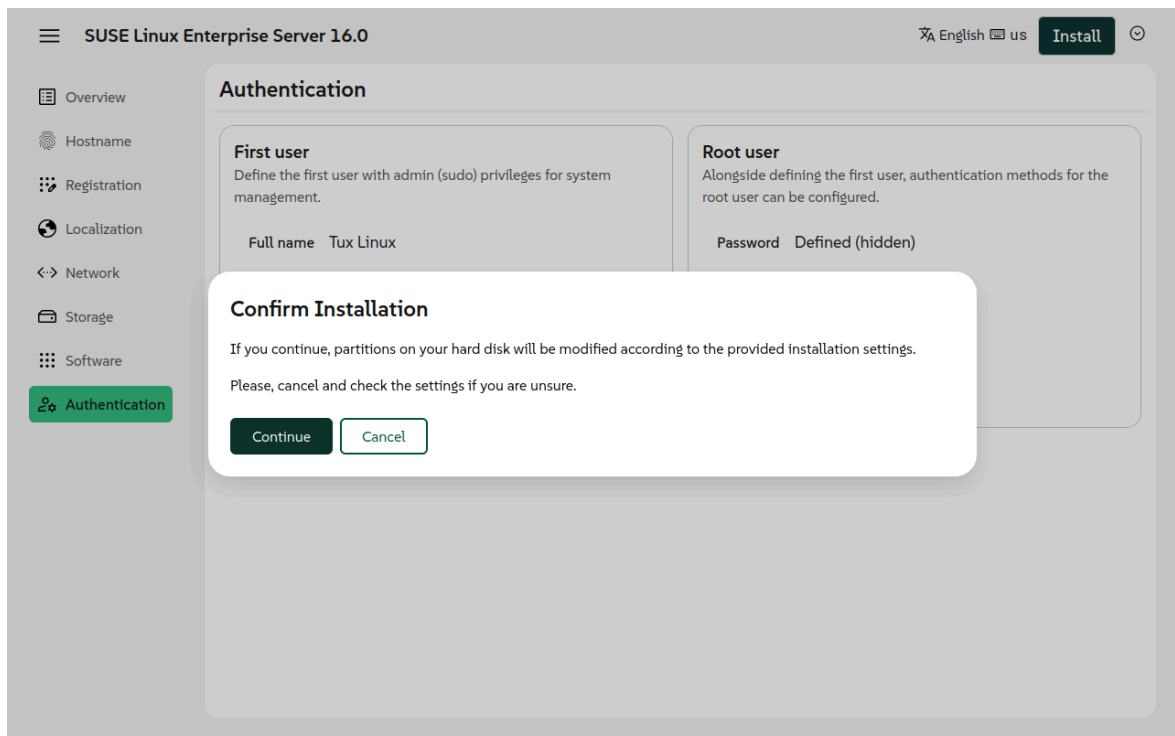 SUSE Linux Enterprise Server 16.0
English us Install
Overview
Hostname
Registration
Localization
Network
Storage
Software
Authentication
Authentication
First user
Define the first user with admin (sudo) privileges for system
management.
Full name Tux Linux
Root user
Alongside defining the first user, authentication methods for the
root user can be configured.
Password Defined (hidden)
Confirm Installation
If you continue, partitions on your hard disk will be modified according to the provided installation settings.
Please, cancel and check the settings if you are unsure.
Continue Cancel